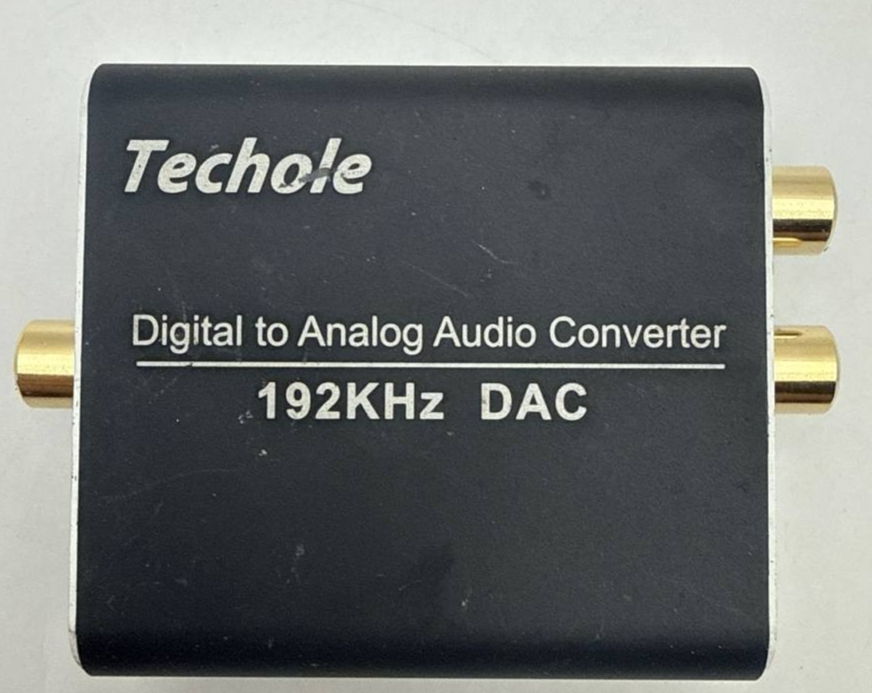 Techole
Digital to Analog Audio Converter
192KHz DAC